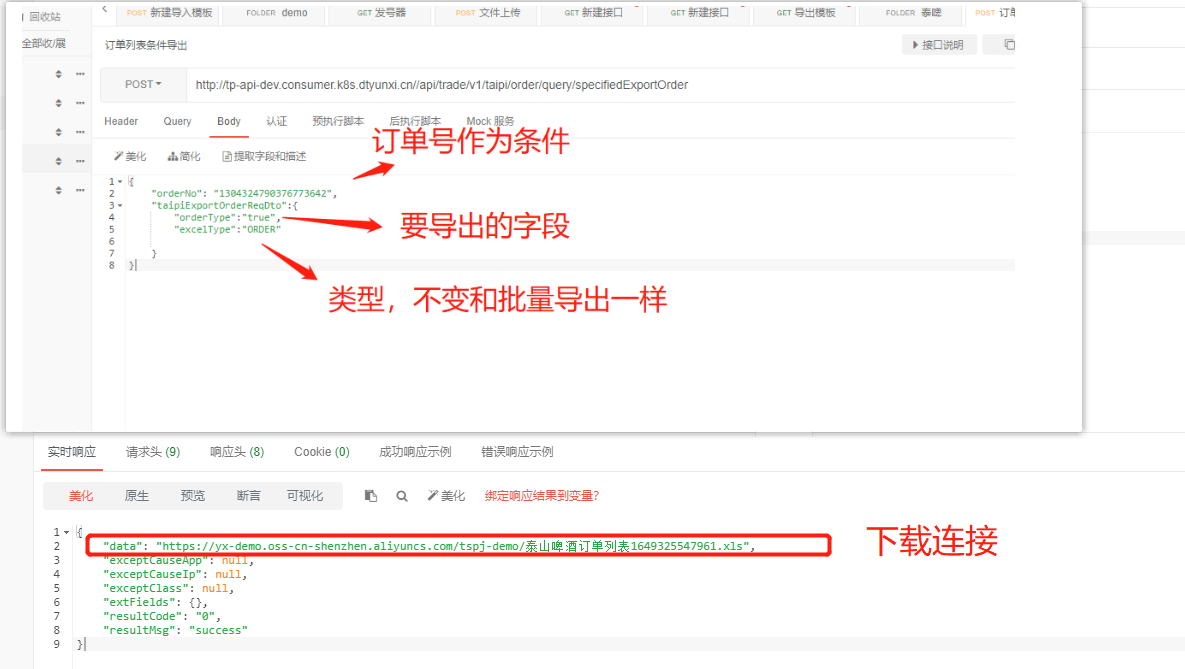 回收站
POST 新建导入模板
FOLDER demo
GET 发号器
POST 文件上传
GET 新建接口
GET 新建接口
GET 导出模板
FOLDER 泰啤
POST 订单
全部收/展
订单列表条件导出
接口说明
POST
http://tp-api-dev.consumer.k8s.dtyunxi.cn//api/trade/v1/taipi/order/query/specifiedExportOrder
Header
Query
Body
认证
预执行脚本
后执行脚本
Mock 服务
订单号作为条件
美化
简化
提取字段和描述
1 {
2 "orderNo": "1304324790376773642",
3 "taipiExportOrderReqDto":{
4 "orderType":"true",
5 "excelType":"ORDER"
6
7 }
8 }
要导出的字段
类型，不变和批量导出一样
实时响应
请求头 (9)
响应头 (8)
Cookie (0)
成功响应示例
错误响应示例
美化
原生
预览
断言
可视化
美化
绑定响应结果到变量?
下载连接
1 {
2 "data": "https://yx-demo.oss-cn-shenzhen.aliyuncs.com/tspj-demo/泰山啤酒订单列表1649325547961.xls",
3 "exceptCauseApp": null,
4 "exceptCauseIp": null,
5 "exceptClass": null,
6 "extFields": {},
7 "resultCode": "0",
8 "resultMsg": "success"
9 }